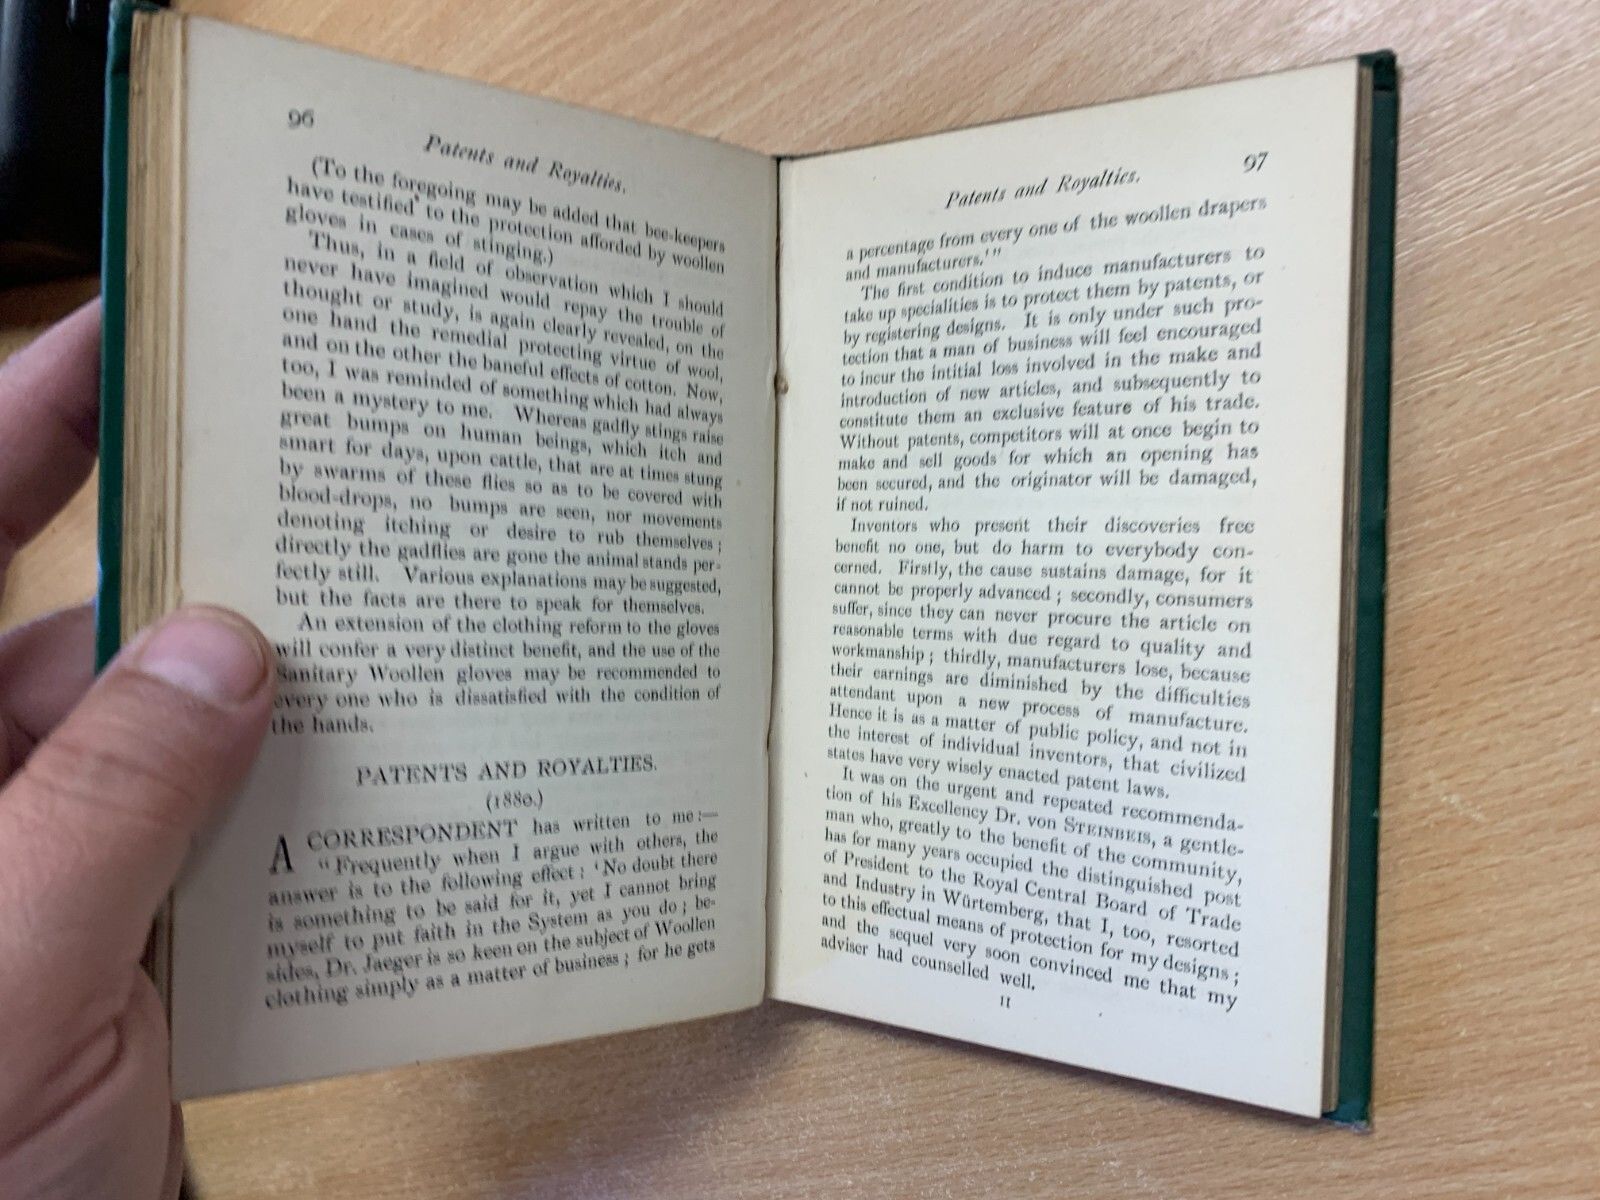 96
Patents and Royalties.
(To the foregoing may be added that bee-keepers
have testified to the protection afforded by woollen
gloves in cases of stinging.)
Thus, in a field of observation which I should
never have imagined would repay the trouble of
thought or study, is again clearly revealed, on the
one hand the remedial protecting virtue of wool,
and on the other the baneful effects of cotton. Now,
too, I was reminded of something which had always
been a mystery to me. Whereas gadfly stings raise
great bumps on human beings, which itch and
smart for days, upon cattle, that are at times stung
by swarms of these flies so as to be covered with
blood-drops, no bumps are seen, nor movements
denoting itching or desire to rub themselves;
directly the gadflies are gone the animal stands per-
fectly still. Various explanations may be suggested,
but the facts are there to speak for themselves.
An extension of the clothing reform to the gloves
will confer a very distinct benefit, and the use of the
Sanitary Woollen gloves may be recommended to
every one who is dissatisfied with the condition of
the hands.
PATENTS AND ROYALTIES.
(1880.)
A CORRESPONDENT has written to me:—
"Frequently when I argue with others, the
answer is to the following effect: 'No doubt there
is something to be said for it, yet I cannot bring
myself to put faith in the System as you do; be-
sides, Dr. Jaeger is so keen on the subject of Woollen
clothing simply as a matter of business; for he gets
Patents and Royalties.
97
a percentage from every one of the woollen drapers
and manufacturers.'"
The first condition to induce manufacturers to
take up specialities is to protect them by patents, or
by registering designs. It is only under such pro-
tection that a man of business will feel encouraged
to incur the intitial loss involved in the make and
introduction of new articles, and subsequently to
constitute them an exclusive feature of his trade.
Without patents, competitors will at once begin to
make and sell goods for which an opening has
been secured, and the originator will be damaged,
if not ruined.
Inventors who present their discoveries free
benefit no one, but do harm to everybody con-
cerned. Firstly, the cause sustains damage, for it
cannot be properly advanced; secondly, consumers
suffer, since they can never procure the article on
reasonable terms with due regard to quality and
workmanship; thirdly, manufacturers lose, because
their earnings are diminished by the difficulties
attendant upon a new process of manufacture.
Hence it is as a matter of public policy, and not in
the interest of individual inventors, that civilized
states have very wisely enacted patent laws.
It was on the urgent and repeated recommenda-
tion of his Excellency Dr. von STEINBEIS, a gentle-
man who, greatly to the benefit of the community,
has for many years occupied the distinguished post
of President to the Royal Central Board of Trade
and Industry in Würtemberg, that I, too, resorted
to this effectual means of protection for my designs;
and the sequel very soon convinced me that my
adviser had counselled well.
11